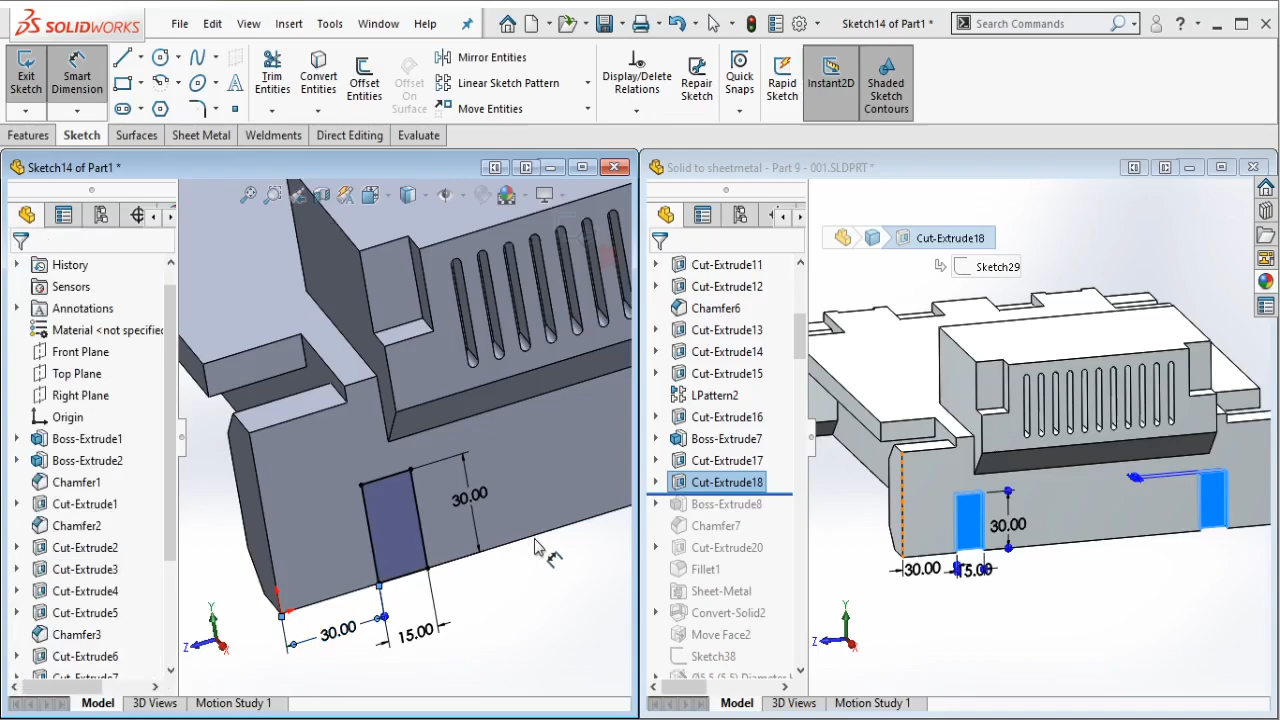 SOLIDWORKS
File
Edit
View
Insert
Tools
Window
Help
Sketch14 of Part1 *
Search Commands
?
Exit Sketch
Smart Dimension
Trim Entities
Convert Entities
Offset Entities
Offset On Surface
Mirror Entities
Linear Sketch Pattern
Move Entities
Display/Delete Relations
Repair Sketch
Quick Snaps
Rapid Sketch
Instant2D
Shaded Sketch Contours
Features
Sketch
Surfaces
Sheet Metal
Weldments
Direct Editing
Evaluate
Sketch14 of Part1 *
History
Sensors
Annotations
Material <not specified
Front Plane
Top Plane
Right Plane
Origin
Boss-Extrude1
Boss-Extrude2
Chamfer1
Cut-Extrude1
Chamfer2
Cut-Extrude2
Cut-Extrude3
Cut-Extrude4
Cut-Extrude5
Chamfer3
Cut-Extrude6
Cut-Extrude7
30.00
30.00
15.00
Y
Z
X
Model
3D Views
Motion Study 1
Solid to sheetmetal - Part 9 - 001.SLDPRT *
Cut-Extrude11
Cut-Extrude12
Chamfer6
Cut-Extrude13
Cut-Extrude14
Cut-Extrude15
LPattern2
Cut-Extrude16
Boss-Extrude7
Cut-Extrude17
Cut-Extrude18
Boss-Extrude8
Chamfer7
Cut-Extrude20
Fillet1
Sheet-Metal
Convert-Solid2
Move Face2
Sketch38
Cut-Extrude18
Sketch29
30.00
30.00
15.00
Y
Z
X
Model
3D Views
Motion Study 1